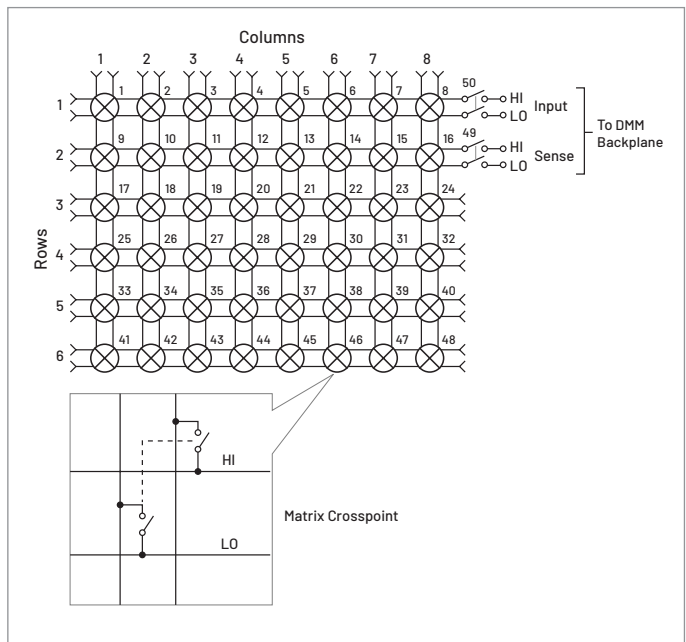 Columns
1 2 3 4 5 6 7 8
1 1 2 3 4 5 6 7 8 50 HI Input
LO
To DMM
Backplane
2 9 10 11 12 13 14 15 16 49 HI Sense
LO
3 17 18 19 20 21 22 23 24
Rows
4 25 26 27 28 29 30 31 32
5 33 34 35 36 37 38 39 40
6 41 42 43 44 45 46 47 48
HI
Matrix Crosspoint
LO